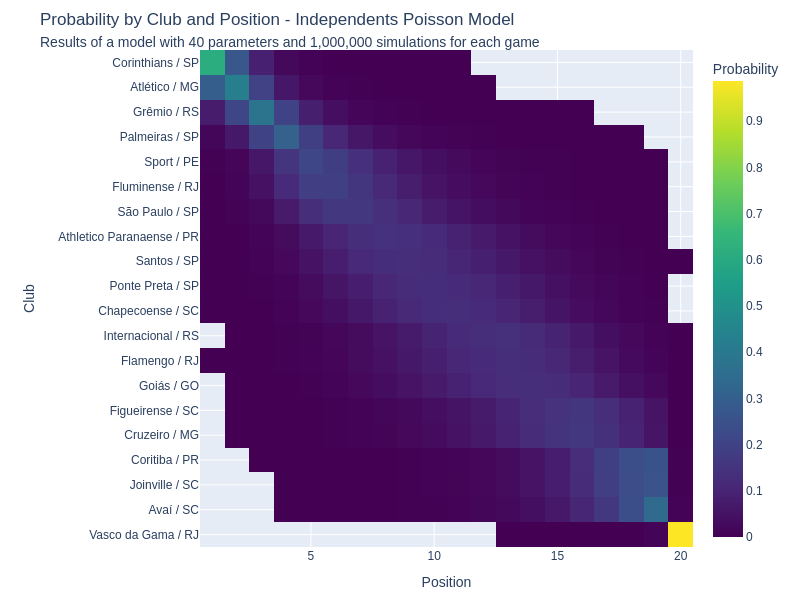 Probability by Club and Position - Independents Poisson Model
Results of a model with 40 parameters and 1,000,000 simulations for each game
Probability
Corinthians / SP
Atlético / MG
Grêmio / RS
Palmeiras / SP
Sport / PE
Fluminense / RJ
São Paulo / SP
Athletico Paranaense / PR
Santos / SP
Ponte Preta / SP
Chapecoense / SC
Internacional / RS
Flamengo / RJ
Goiás / GO
Figueirense / SC
Cruzeiro / MG
Coritiba / PR
Joinville / SC
Avaí / SC
Vasco da Gama / RJ
Club
5
10
15
20
Position
0.9
0.8
0.7
0.6
0.5
0.4
0.3
0.2
0.1
0